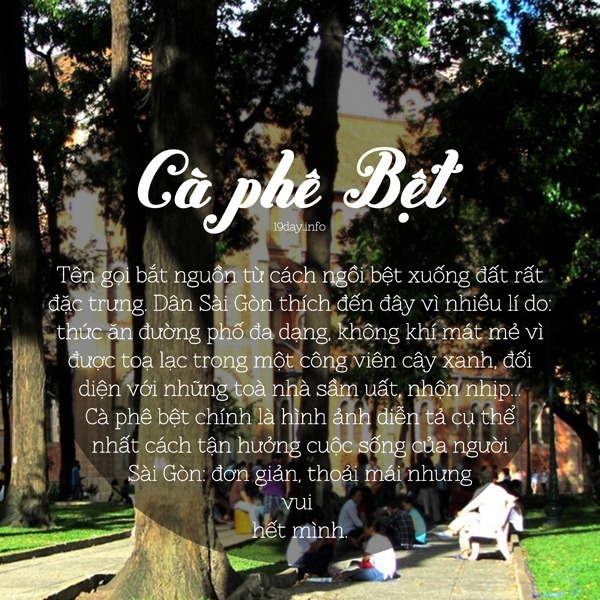 Cà phê Bệt
19day.info
Tên gọi bắt nguồn từ cách ngồi bệt xuống đất rất
đặc trưng. Dân Sài Gòn thích đến đây vì nhiều lí do:
thức ăn đường phố đa dạng, không khí mát mẻ vì
được toạ lạc trong một công viên cây xanh, đối
diện với những toà nhà sầm uất, nhộn nhịp...
Cà phê bệt chính là hình ảnh diễn tả cụ thể
nhất cách tận hưởng cuộc sống của người
Sài Gòn: đơn giản, thoải mái nhưng
vui
hết mình.